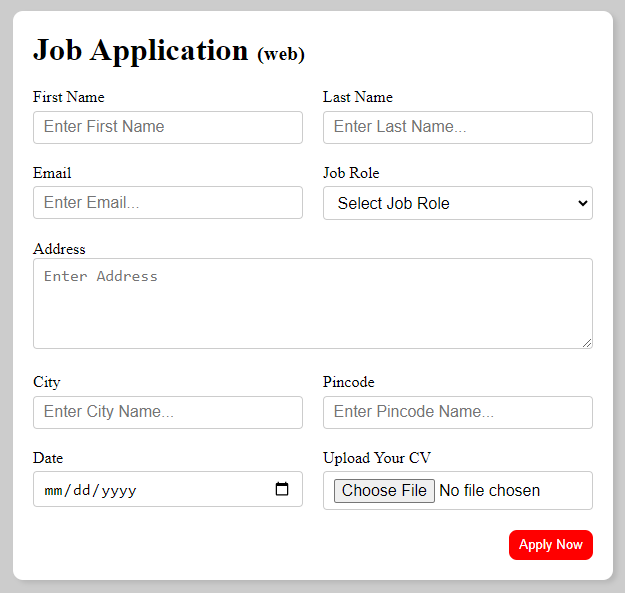 Job Application (web)
First Name Last Name
Enter First Name Enter Last Name...
Email Job Role
Enter Email... Select Job Role
Address
Enter Address
City Pincode
Enter City Name... Enter Pincode Name...
Date Upload Your CV
mm/dd/yyyy Choose File No file chosen
Apply Now